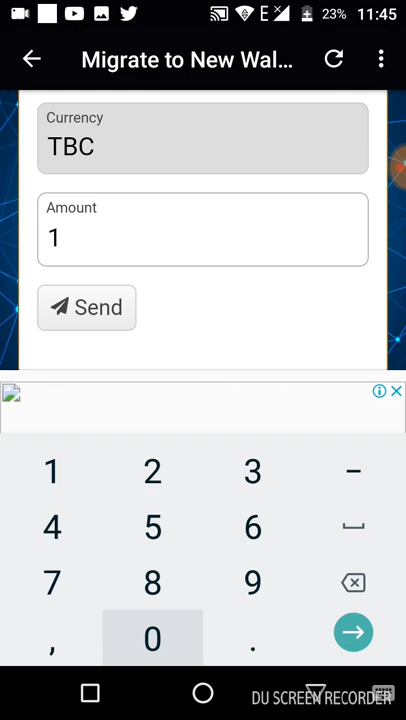 E 23% 11:45
Migrate to New Wal...
Currency
TBC
Amount
1
Send
1 2 3 -
4 5 6
7 8 9
, 0 .
DU SCREEN RECORDER